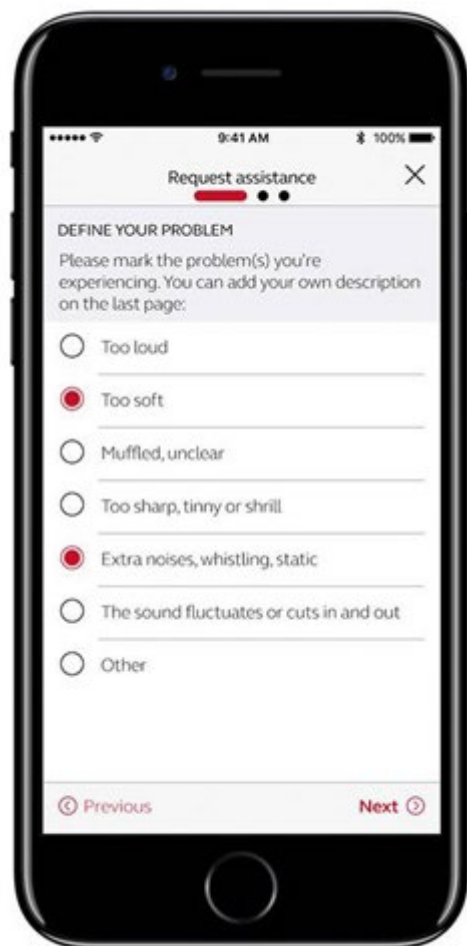 9:41 AM
100%
Request assistance
DEFINE YOUR PROBLEM
Please mark the problem(s) you're
experiencing. You can add your own description
on the last page:
Too loud
Too soft
Muffled, unclear
Too sharp, tinny or shrill
Extra noises, whistling, static
The sound fluctuates or cuts in and out
Other
Previous
Next